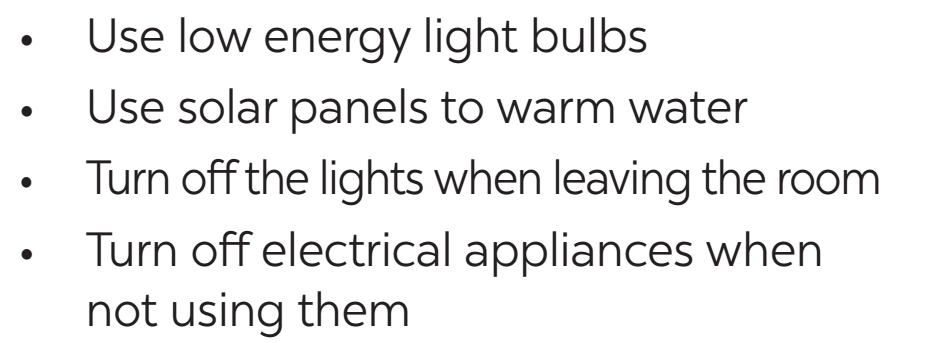 • Use low energy light bulbs
• Use solar panels to warm water
• Turn off the lights when leaving the room
• Turn off electrical appliances when
not using them